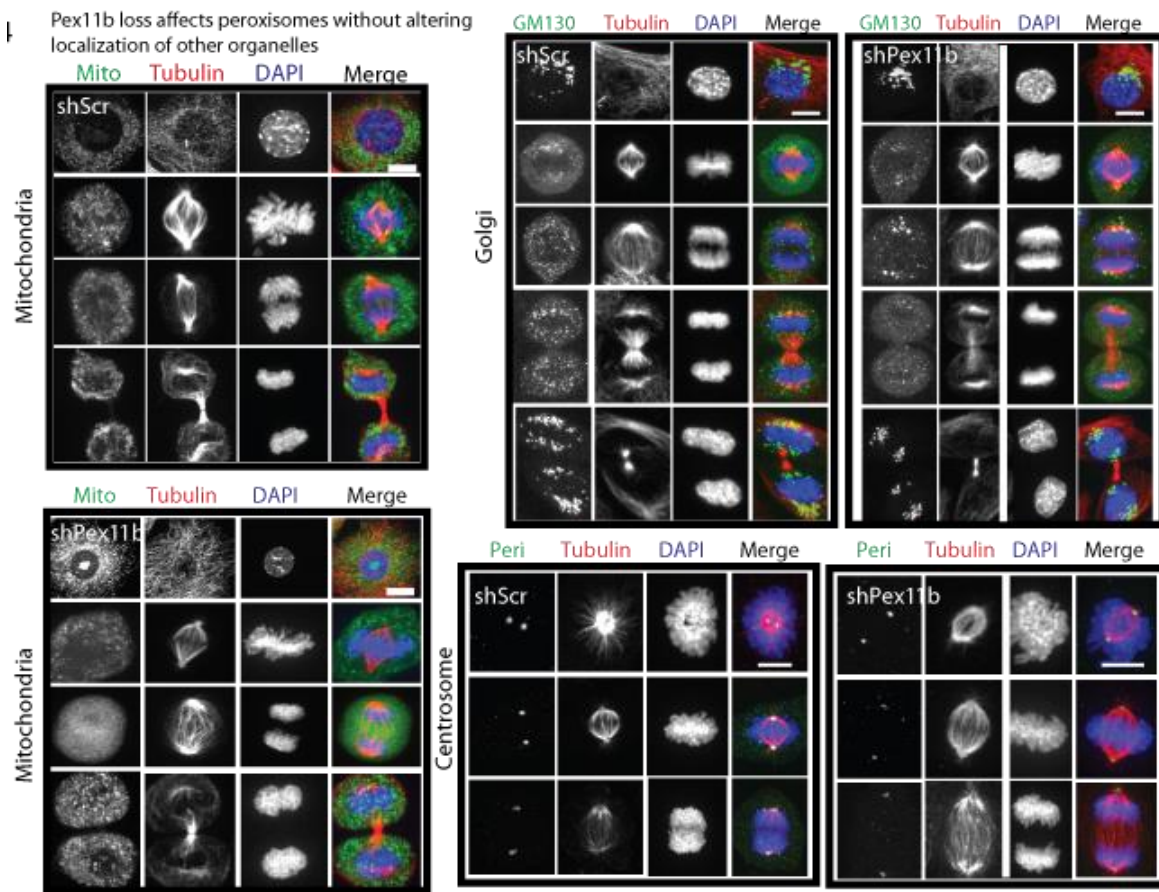 Pex11b loss affects peroxisomes without altering
localization of other organelles
Mito Tubulin DAPI Merge
shScr
Mitochondria
Mito Tubulin DAPI Merge
shPex11b
Mitochondria
GM130 Tubulin DAPI Merge
shScr
Golgi
GM130 Tubulin DAPI Merge
shPex11b
Peri Tubulin DAPI Merge
shScr
Centrosome
Peri Tubulin DAPI Merge
shPex11b